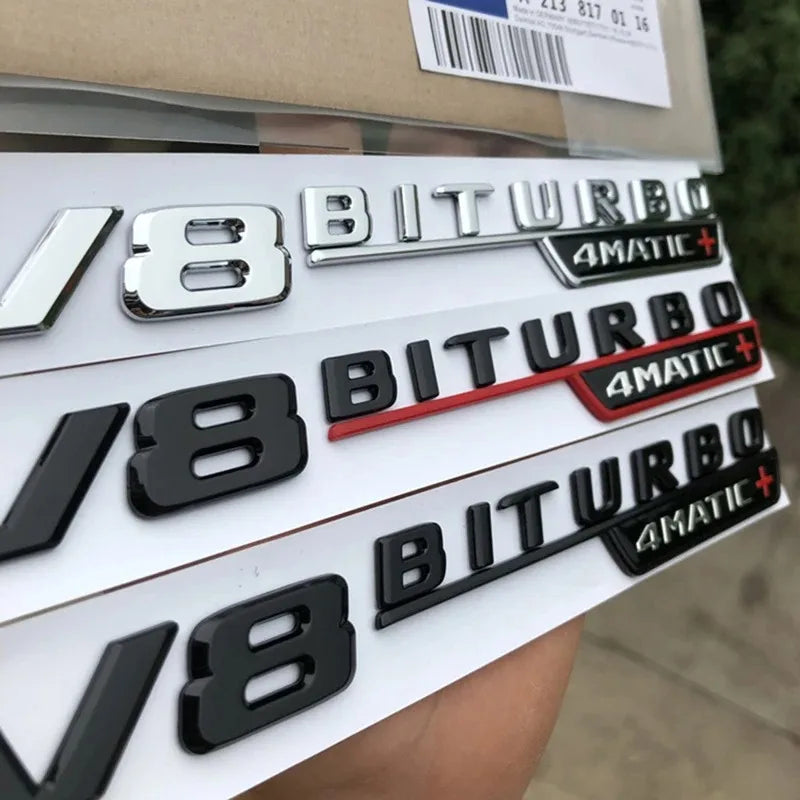 A 213 817 01 16
V8 BITURBO
4MATIC+
V8 BITURBO
4MATIC+
V8 BITURBO
4MATIC+